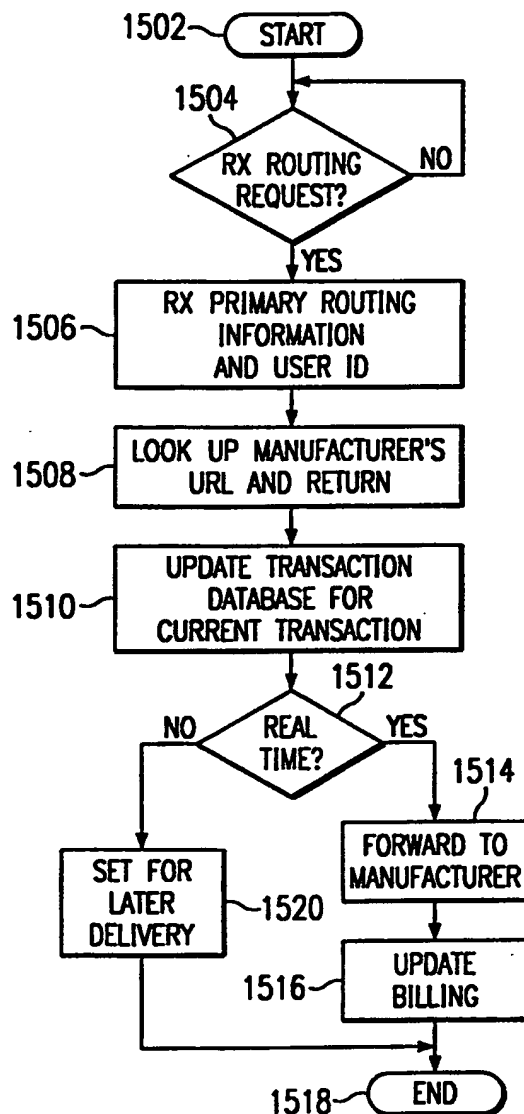 1502
START
1504
RX ROUTING
REQUEST?
NO
YES
1506
RX PRIMARY ROUTING
INFORMATION
AND USER ID
1508
LOOK UP MANUFACTURER'S
URL AND RETURN
1510
UPDATE TRANSACTION
DATABASE FOR
CURRENT TRANSACTION
1512
NO
REAL
TIME?
YES
1514
FORWARD TO
MANUFACTURER
SET FOR
LATER
DELIVERY
1520
1516
UPDATE
BILLING
1518
END